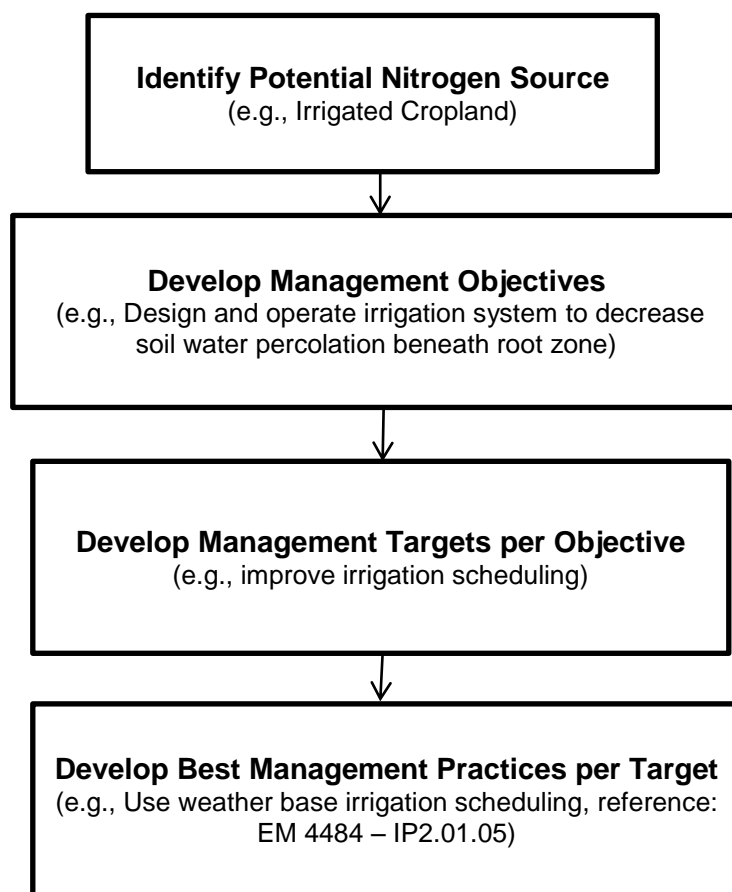 Identify Potential Nitrogen Source
(e.g., Irrigated Cropland)
Develop Management Objectives
(e.g., Design and operate irrigation system to decrease
soil water percolation beneath root zone)
Develop Management Targets per Objective
(e.g., improve irrigation scheduling)
Develop Best Management Practices per Target
(e.g., Use weather base irrigation scheduling, reference:
EM 4484 – IP2.01.05)